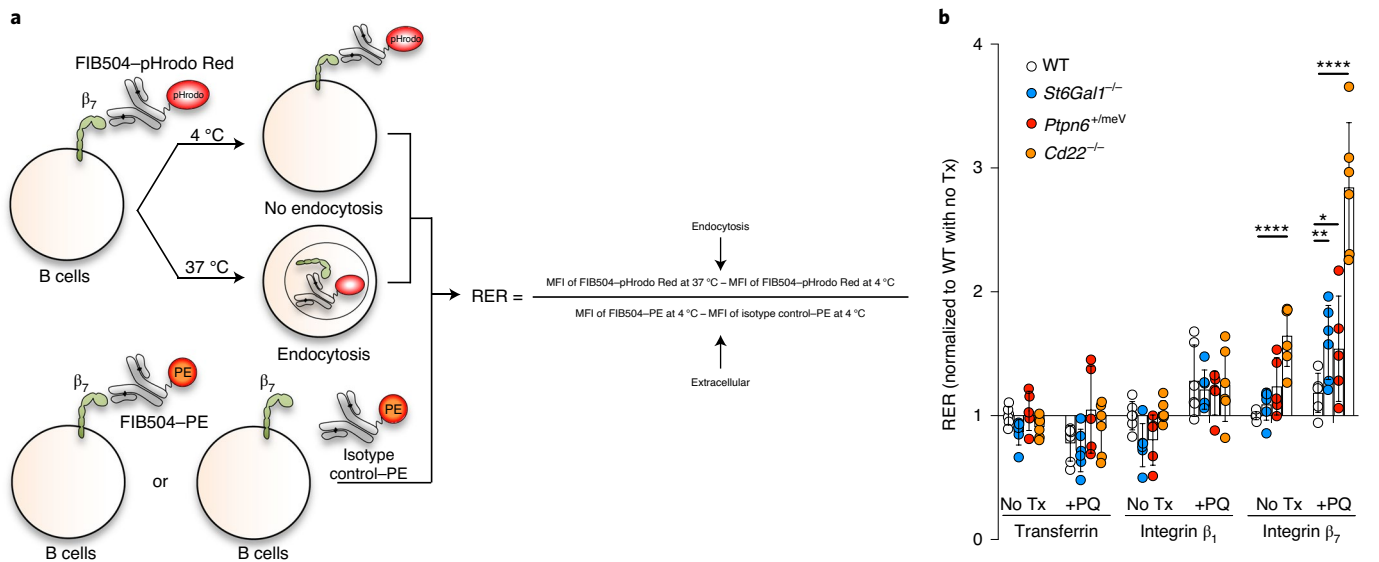 a
FIB504–pHrodo Red
β7
pHrodo
B cells
4 °C
37 °C
pHrodo
No endocytosis
Endocytosis
β7
PE
FIB504–PE
B cells
or
β7
PE
Isotype
control–PE
B cells
RER =
Endocytosis
MFI of FIB504–pHrodo Red at 37 °C – MFI of FIB504–pHrodo Red at 4 °C
MFI of FIB504–PE at 4 °C – MFI of isotype control–PE at 4 °C
Extracellular
b
RER (normalized to WT with no Tx)
4
3
2
1
0
WT
St6Gal1–/–
Ptpn6+/meV
Cd22–/–
****
****
*
**
No Tx +PQ No Tx +PQ No Tx +PQ
Transferrin Integrin β1 Integrin β7